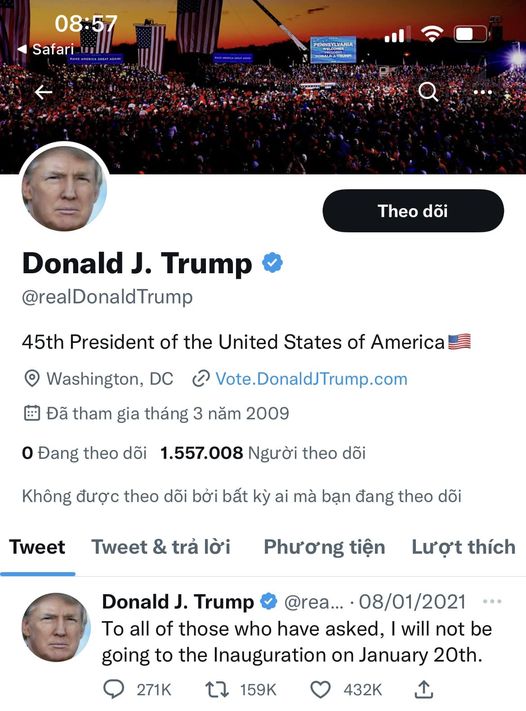 08:57
◀ Safari
MAKE AMERICA GREAT AGAIN!
PENNSYLVANIA
WELCOMES
DONALD J. TRUMP
Theo dõi
Donald J. Trump
@realDonaldTrump
45th President of the United States of America🇺🇸
Washington, DC Vote.DonaldJTrump.com
Đã tham gia tháng 3 năm 2009
0 Đang theo dõi 1.557.008 Người theo dõi
Không được theo dõi bởi bất kỳ ai mà bạn đang theo dõi
Tweet Tweet & trả lời Phương tiện Lượt thích
Donald J. Trump @rea... · 08/01/2021
To all of those who have asked, I will not be
going to the Inauguration on January 20th.
271K 159K 432K